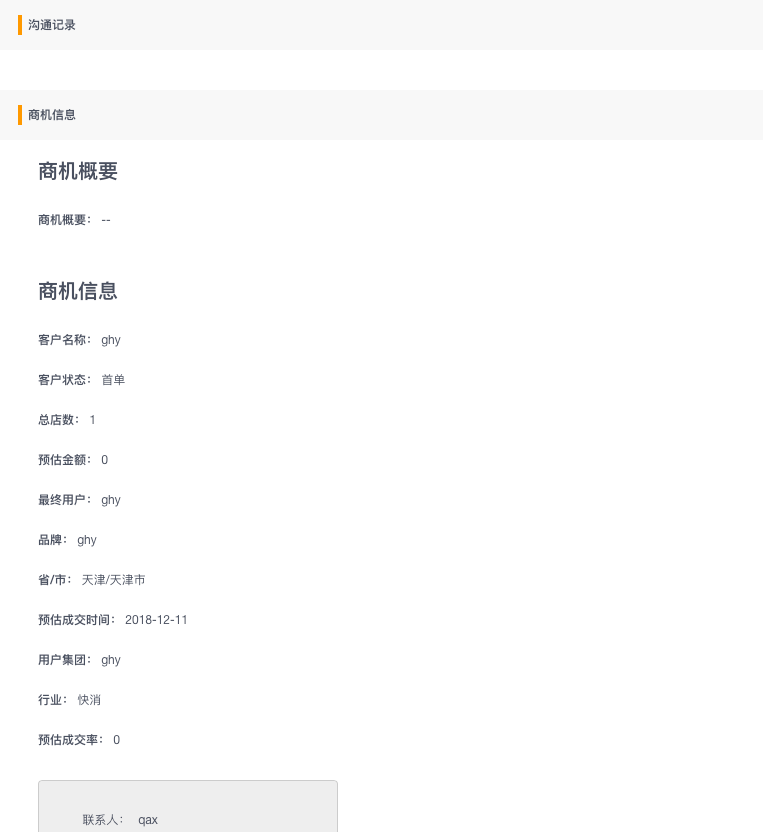 沟通记录
商机信息
商机概要
商机概要： --
商机信息
客户名称： ghy
客户状态： 首单
总店数： 1
预估金额： 0
最终用户： ghy
品牌： ghy
省/市： 天津/天津市
预估成交时间： 2018-12-11
用户集团： ghy
行业： 快消
预估成交率： 0
联系人： qax